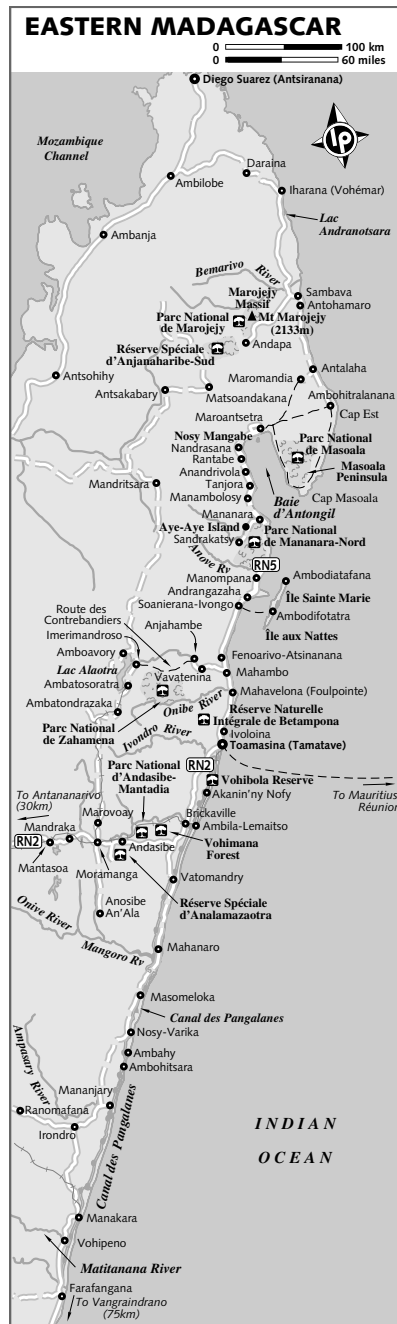 EASTERN MADAGASCAR
0 100 km
0 60 miles
Diego Suarez (Antsiranana)
lp
Mozambique
Channel
Daraina
Ambilobe
Iharana (Vohémar)
Lac
Andranotsara
Ambanja
Bemarivo River
Marojejy
Massif
Sambava
Antohamaro
Parc National
de Marojejy
Mt Marojejy
(2133m)
Réserve Spéciale
d'Anjanaharibe-Sud
Andapa
Antsohihy
Antalaha
Maromandia
Matsoandakana
Antsakabary
Ambohitralanana
Cap Est
Maroantsetra
Nosy Mangabe
Nandrasana
Rantabe
Anandrivola
Tanjora
Manambolosy
Parc National
de Masoala
Masoala
Peninsula
Mandritsara
Baie
d'Antongil
Cap Masoala
Mananara
Aye-Aye Island
Sandrakatsy
Parc National
de Mananara-Nord
Anove Rv
RN5
Manompana
Ambodiatafana
Andrangazaha
Île Sainte Marie
Soanierana-Ivongo
Route des
Contrebandiers
Ambodifotatra
Imerimandroso
Anjahambe
Île aux Nattes
Amboavory
Fenoarivo-Atsinanana
Lac Alaotra
Vavatenina
Mahambo
Ambatosoratra
Mahavelona (Foulpointe)
Onibe River
Ambatondrazaka
Réserve Naturelle
Intégrale de Betampona
Parc National
de Zahamena
Ivondro River
Ivoloina
Toamasina (Tamatave)
RN2
Parc National
d'Andasibe-
Mantadia
Vohibola Reserve
To Mauritius
Réunion
To Antananarivo
(30km)
Akanin'ny Nofy
Marovoay
Brickaville
Mandraka
Ambila-Lemaitso
RN2
Andasibe
Vohimana
Forest
Mantasoa
Moramanga
Vatomandry
Réserve Spéciale
d'Analamazaotra
Anosibe
An'Ala
Onive River
Mangoro Rv
Mahanaro
Masomeloka
Canal des Pangalanes
Nosy-Varika
Ampasary River
Ambahy
Ambohitsara
Mananjary
Ranomafana
Irondro
INDIAN
OCEAN
Canal des Pangalanes
Manakara
Vohipeno
Matitanana River
Farafangana
To Vangraindrano
(75km)